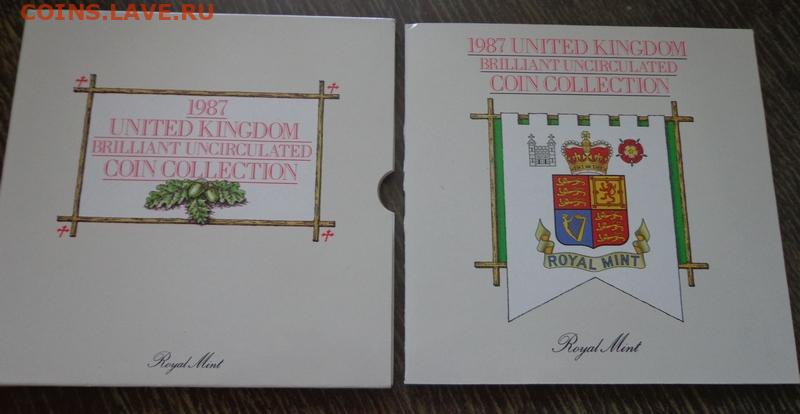 COINS.LAVE.RU
1987
UNITED KINGDOM
BRILLIANT UNCIRCULATED
COIN COLLECTION
Royal Mint
1987 UNITED KINGDOM
BRILLIANT UNCIRCULATED
COIN COLLECTION
ROYAL MINT
Royal Mint